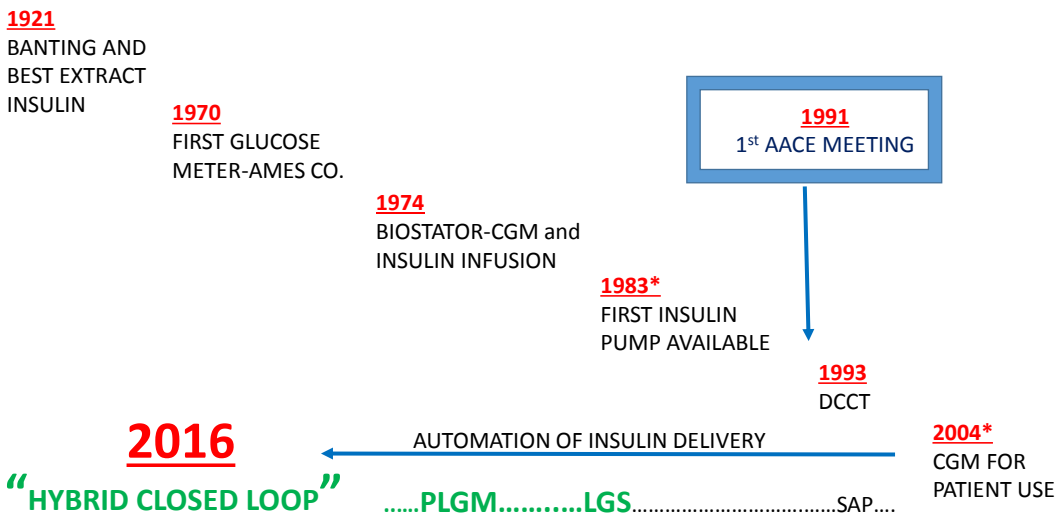 1921
BANTING AND
BEST EXTRACT
INSULIN
1970
FIRST GLUCOSE
METER-AMES CO.
1974
BIOSTATOR-CGM and
INSULIN INFUSION
1983*
FIRST INSULIN
PUMP AVAILABLE
1991
1st AACE MEETING
1993
DCCT
2004*
CGM FOR
PATIENT USE
AUTOMATION OF INSULIN DELIVERY
2016
“HYBRID CLOSED LOOP”
......PLGM...........LGS..................................SAP....